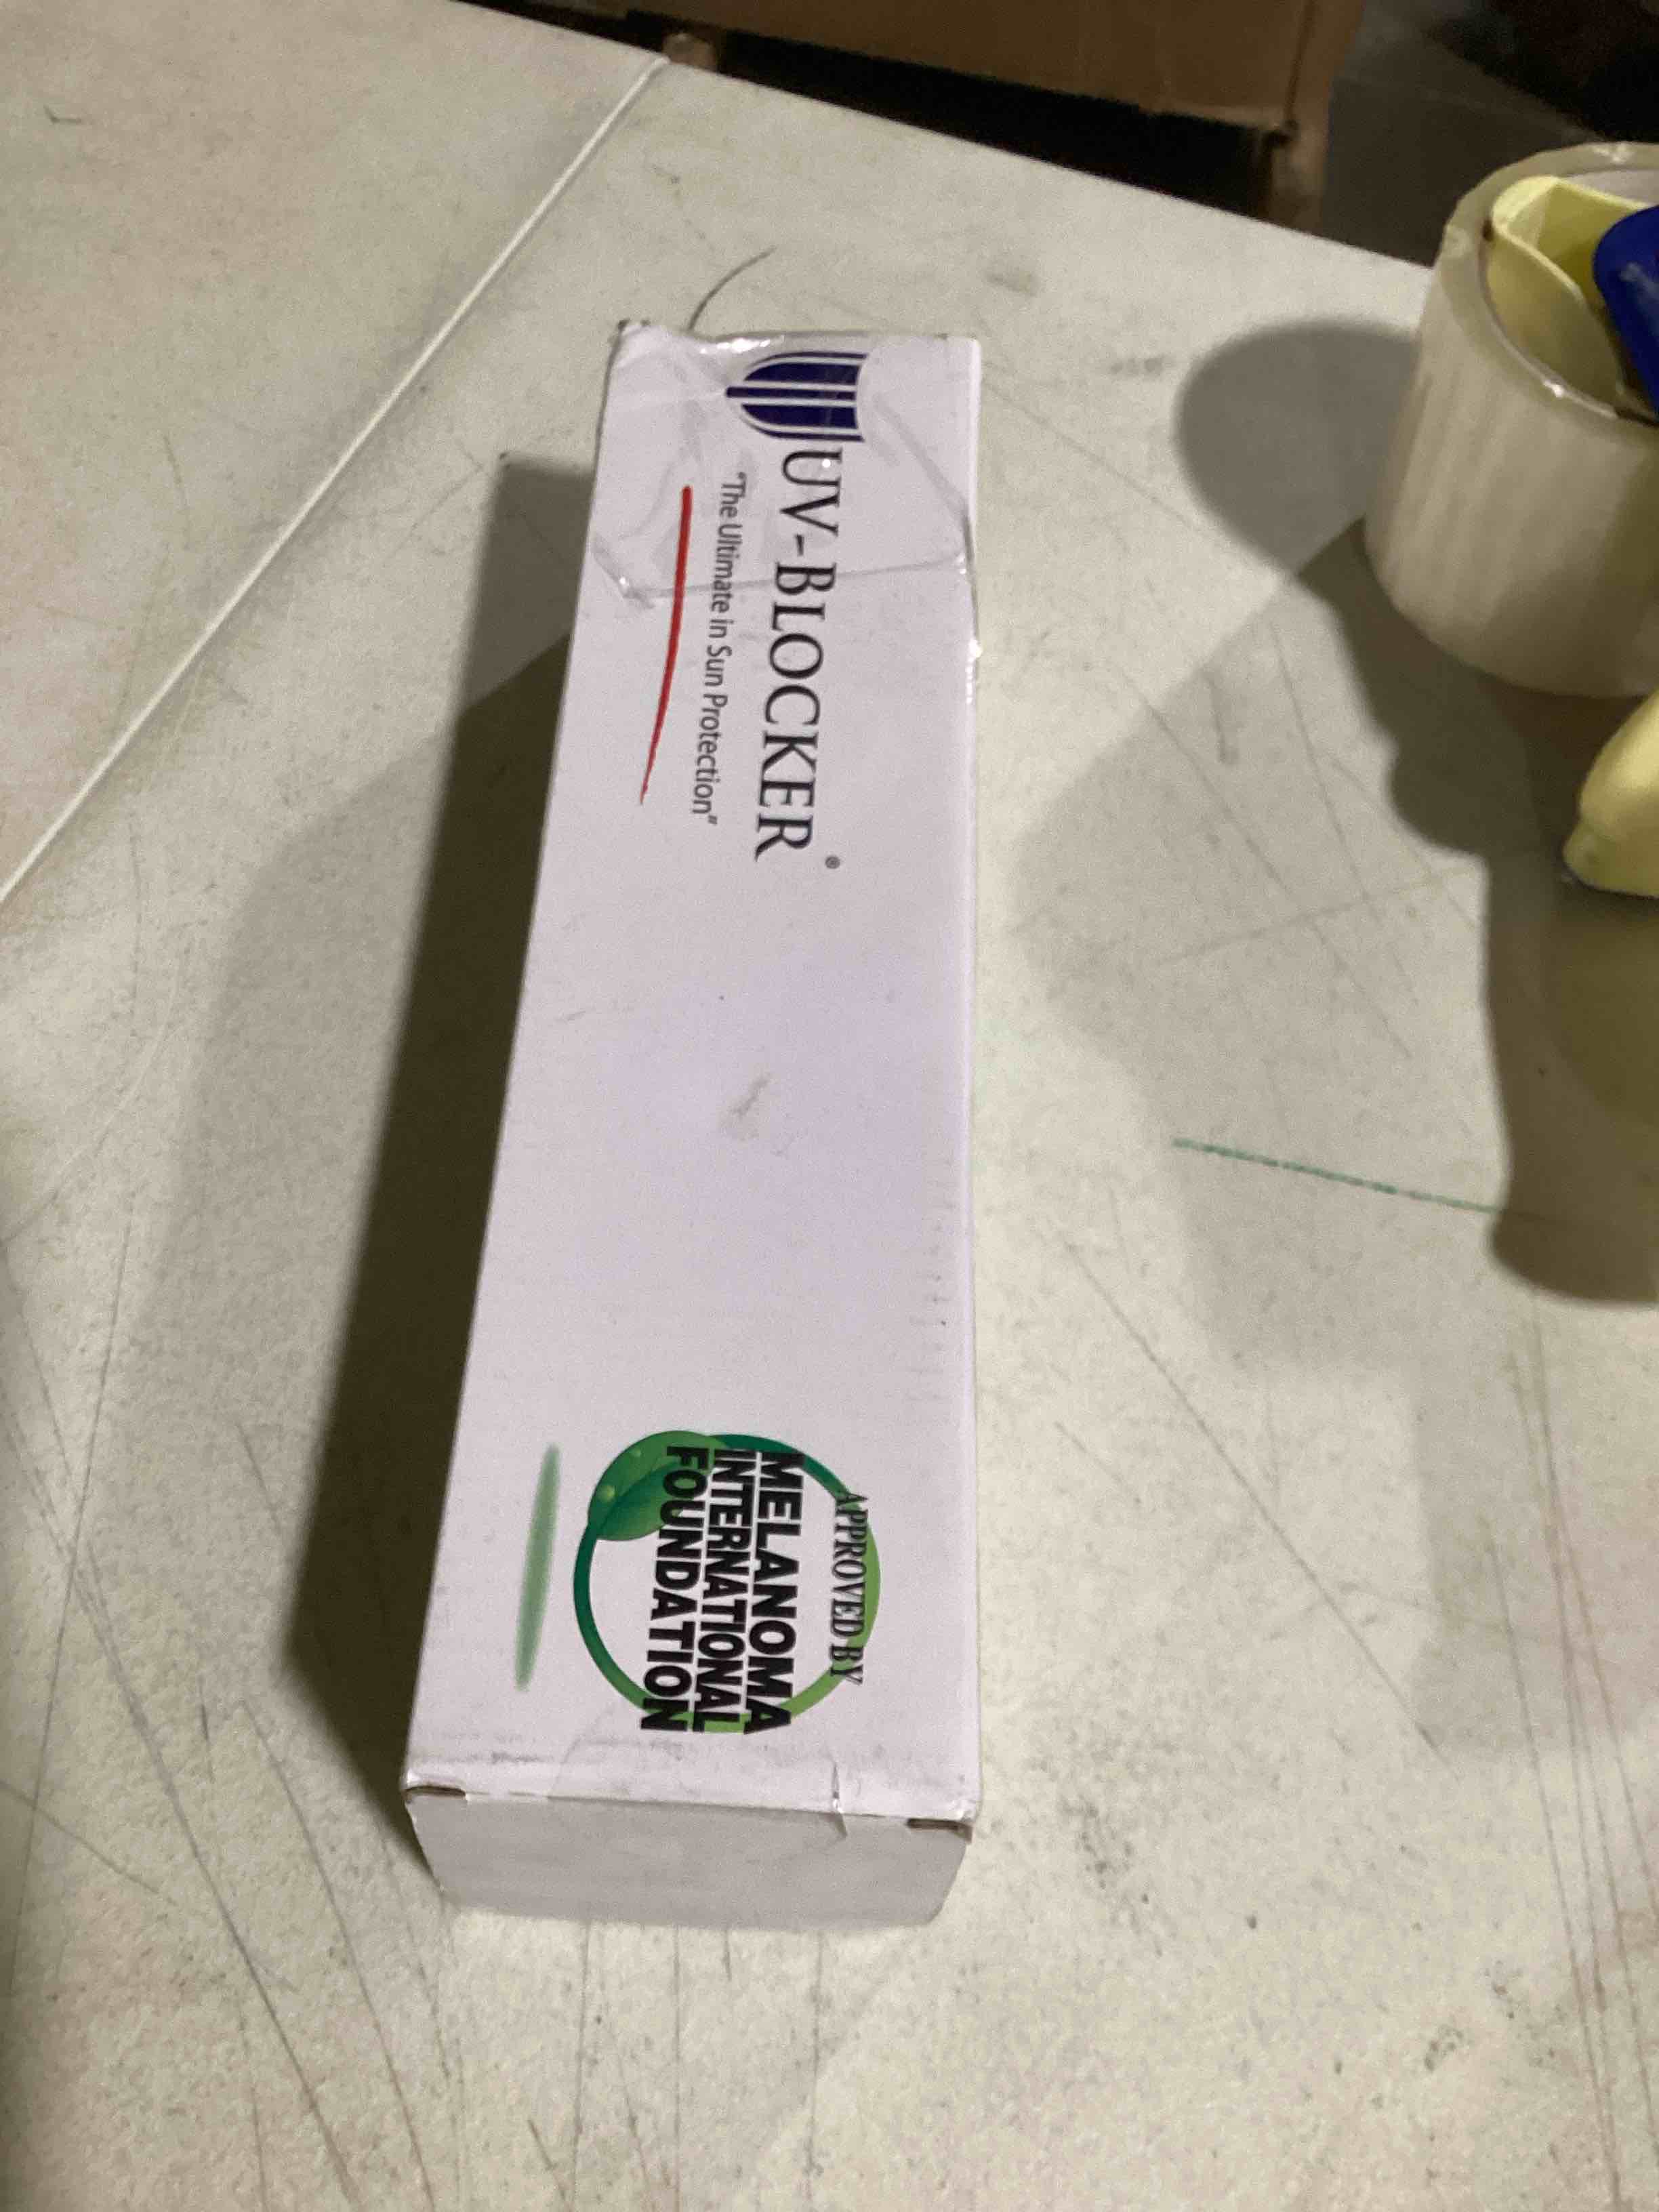 UV-BLOCKER®
"The Ultimate in Sun Protection"
APPROVED BY
MELANOMA
INTERNATIONAL
FOUNDATION